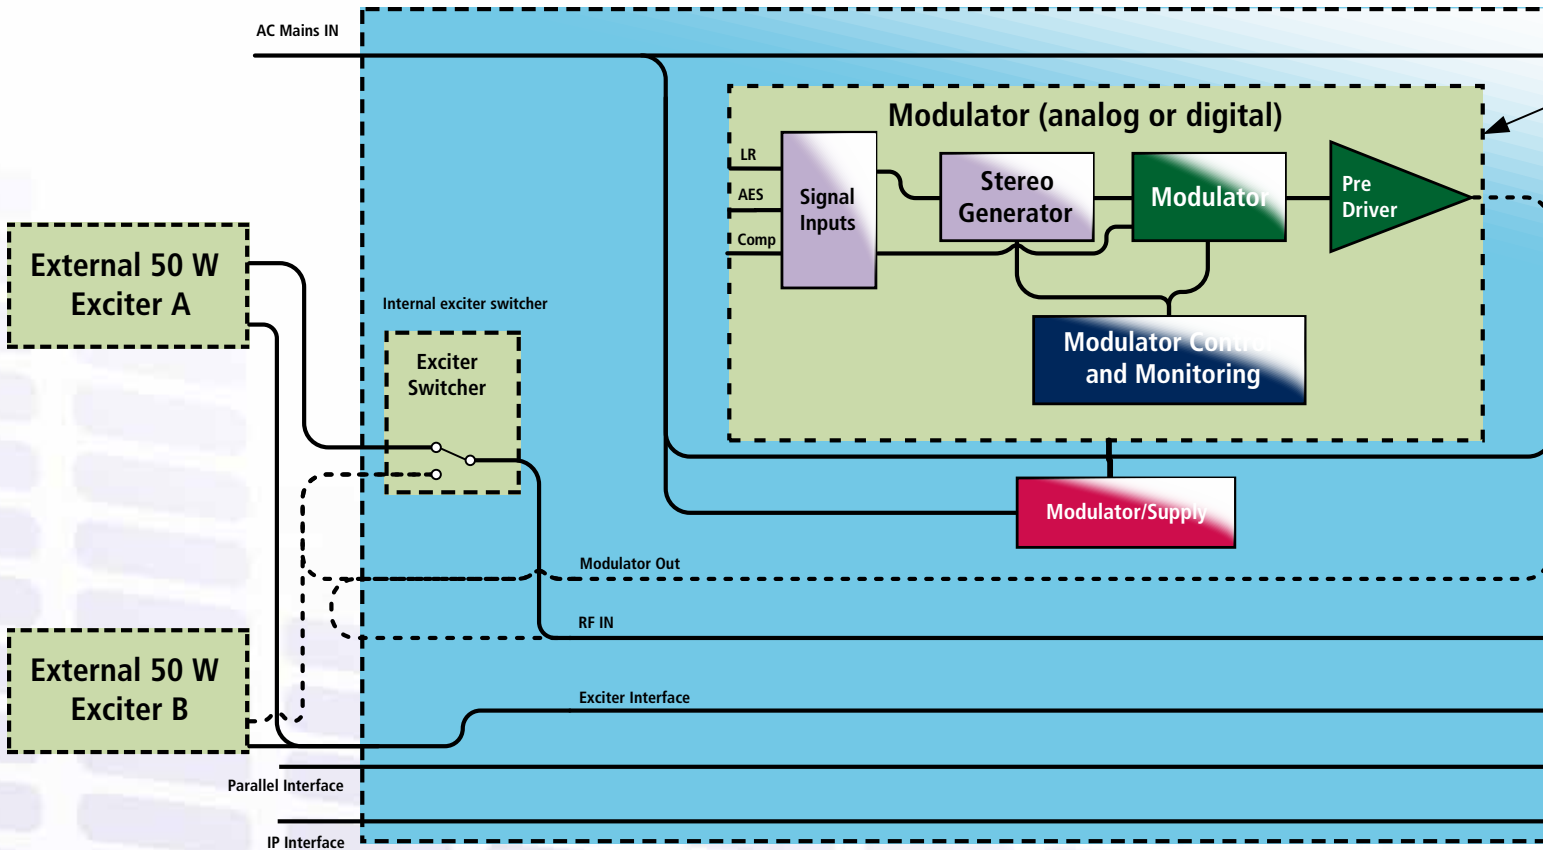 AC Mains IN
Modulator (analog or digital)
LR
AES
Comp
Signal
Inputs
Stereo
Generator
Modulator
Pre
Driver
External 50 W
Exciter A
Internal exciter switcher
Exciter
Switcher
Modulator Control
and Monitoring
Modulator/Supply
Modulator Out
RF IN
External 50 W
Exciter B
Exciter Interface
Parallel Interface
IP Interface